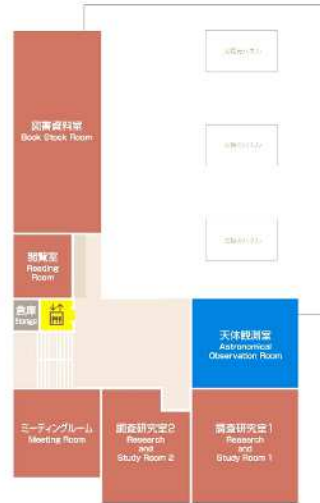 図書資料室
Book Stock Room
閲覧室
Reading
Room
倉庫
Storage
天体観測室
Astronomical
Observation Room
ミーティングルーム
Meeting Room
調査研究室2
Research
and
Study Room 2
調査研究室1
Research
and
Study Room 1